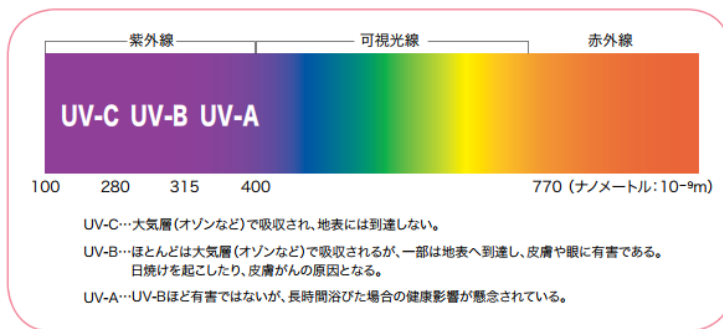 紫外線 可視光線 赤外線
UV-C UV-B UV-A
100 280 315 400 770 (ナノメートル:10⁻⁹m)
UV-C…大気層(オゾンなど)で吸収され、地表には到達しない。
UV-B…ほとんどは大気層(オゾンなど)で吸収されるが、一部は地表へ到達し、皮膚や眼に有害である。
日焼けを起こしたり、皮膚がんの原因となる。
UV-A…UV-Bほど有害ではないが、長時間浴びた場合の健康影響が懸念されている。